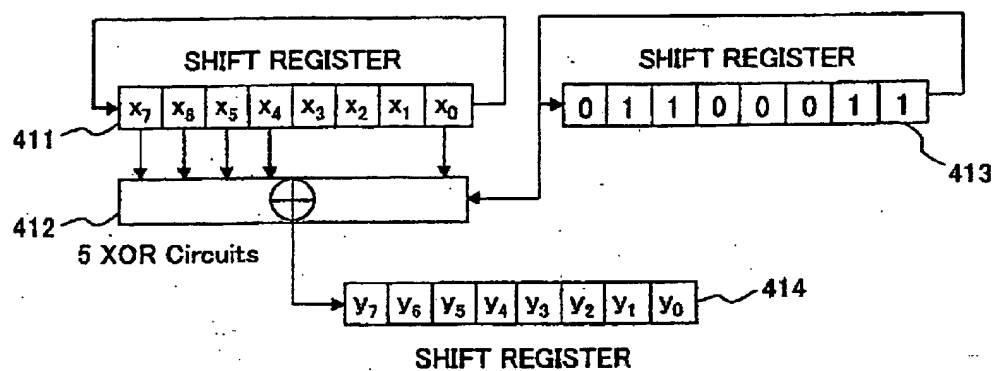 SHIFT REGISTER
SHIFT REGISTER
x7 x8 x5 x4 x3 x2 x1 x0
0 1 1 0 0 0 1 1
411
413
412
5 XOR Circuits
y7 y6 y5 y4 y3 y2 y1 y0
414
SHIFT REGISTER